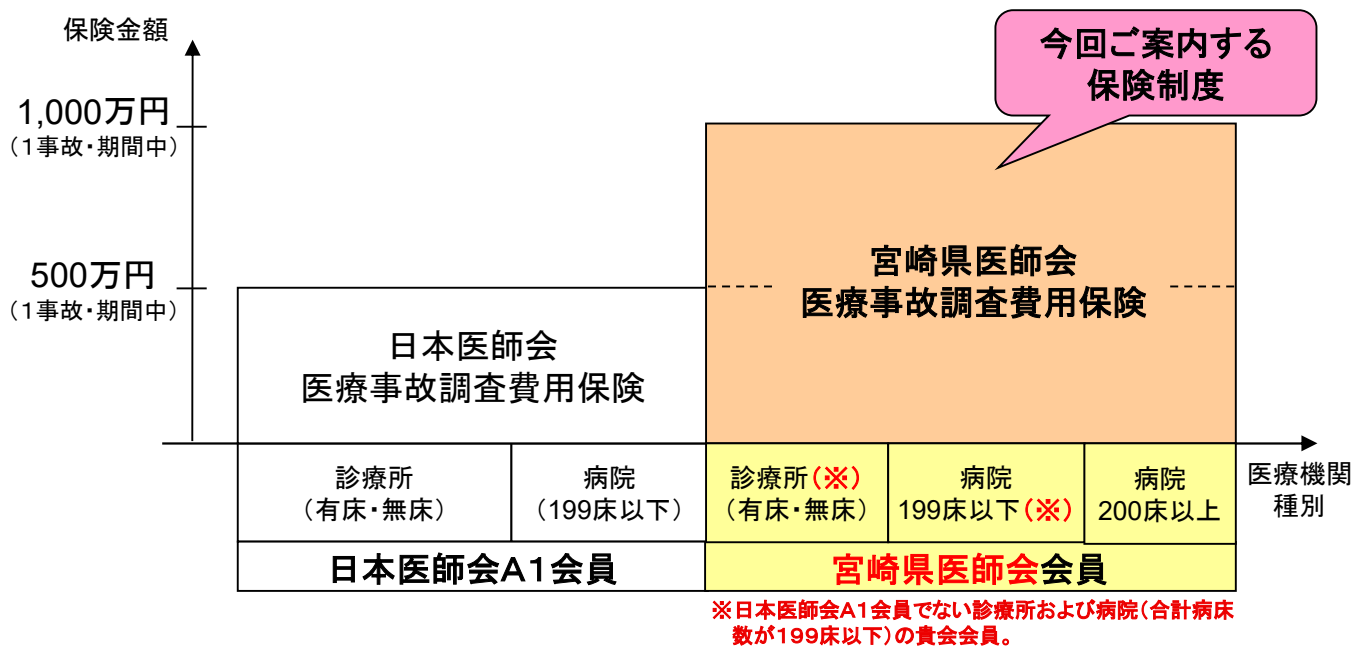 保険金額
今回ご案内する
保険制度
1,000万円
(1事故・期間中)
500万円
(1事故・期間中)
宮崎県医師会
医療事故調査費用保険
日本医師会
医療事故調査費用保険
診療所
(有床・無床)
病院
(199床以下)
診療所(※)
(有床・無床)
病院
199床以下(※)
病院
200床以上
医療機関
種別
日本医師会A1会員
宮崎県医師会会員
※日本医師会A1会員でない診療所および病院(合計病床
数が199床以下)の貴会会員。